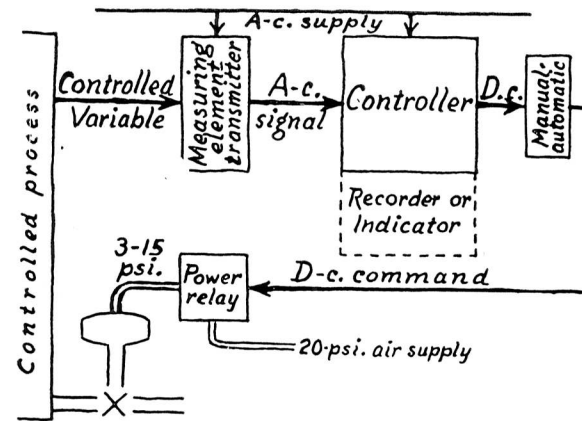 A-c. supply
Controlled process
Controlled
Variable
Measuring
element
transmitter
A-c.
signal
Controller
D.c.
Manual-
automatic
Recorder or
Indicator
3-15
psi.
Power
relay
D-c. command
20-psi. air supply